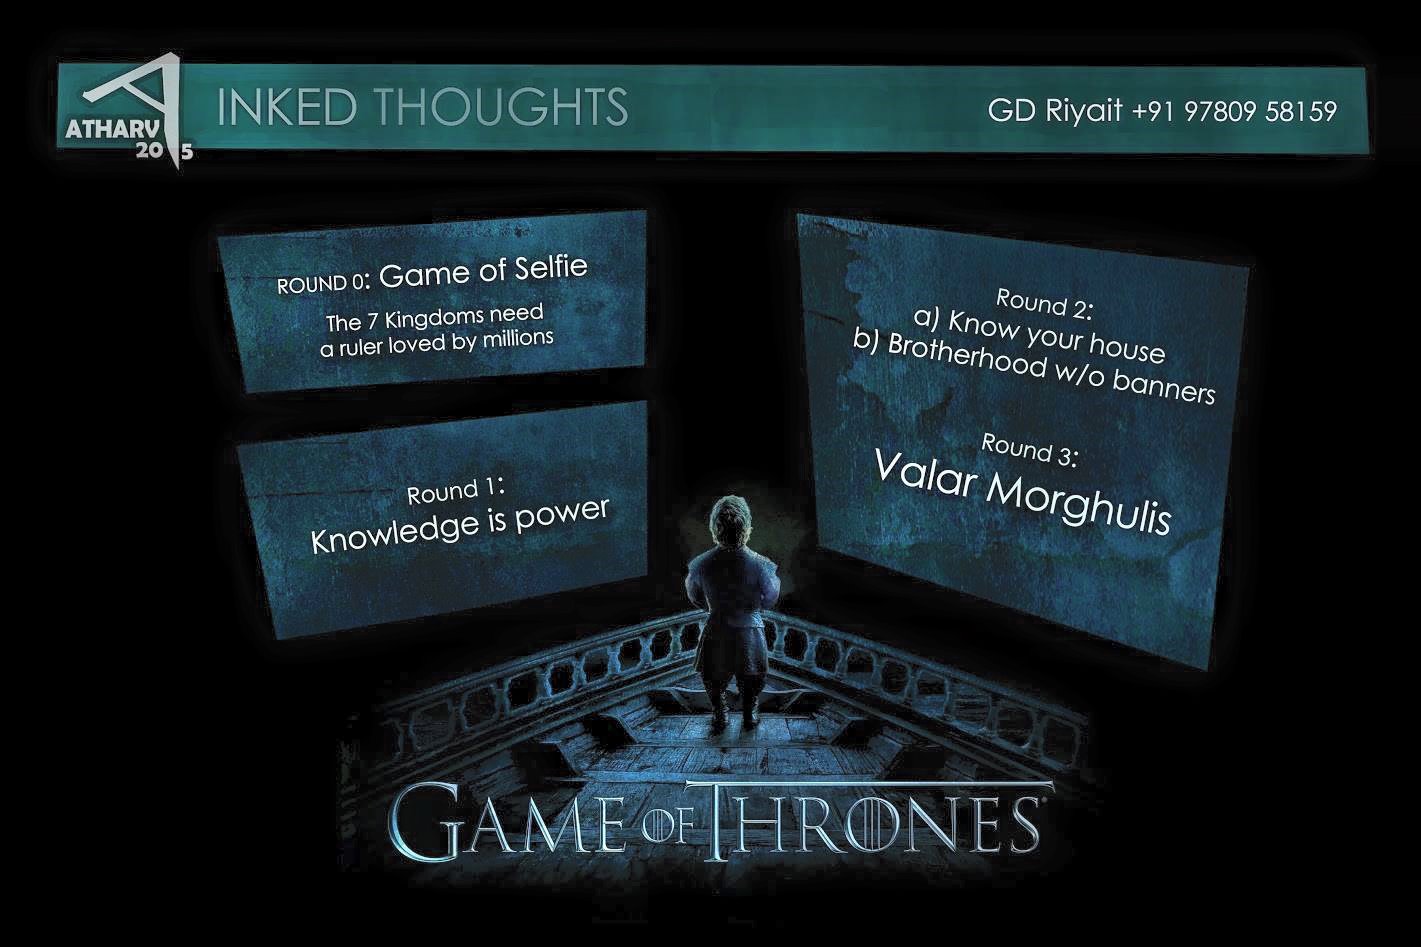 ATHARV
2015
INKED THOUGHTS
GD Riyait +91 97809 58159
ROUND 0: Game of Selfie
The 7 Kingdoms need
a ruler loved by millions
Round 1:
Knowledge is power
Round 2:
a) Know your house
b) Brotherhood w/o banners
Round 3:
Valar Morghulis
GAME OF THRONES